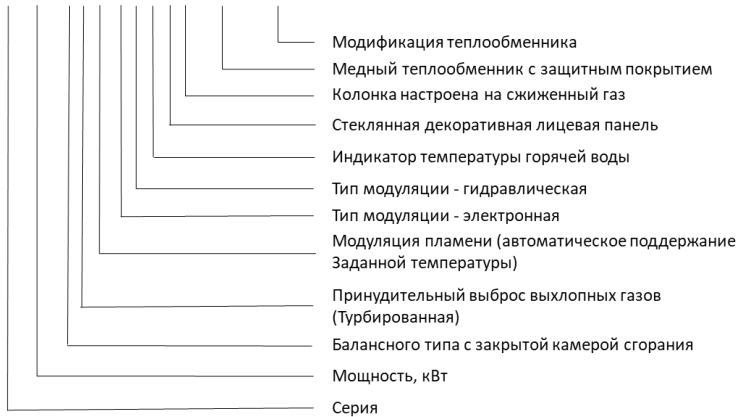 Модификация теплообменника
Медный теплообменник с защитным покрытием
Колонка настроена на сжиженный газ
Стеклянная декоративная лицевая панель
Индикатор температуры горячей воды
Тип модуляции - гидравлическая
Тип модуляции - электронная
Модуляция пламени (автоматическое поддержание
Заданной температуры)
Принудительный выброс выхлопных газов
(Турбированная)
Балансного типа с закрытой камерой сгорания
Мощность, кВт
Серия